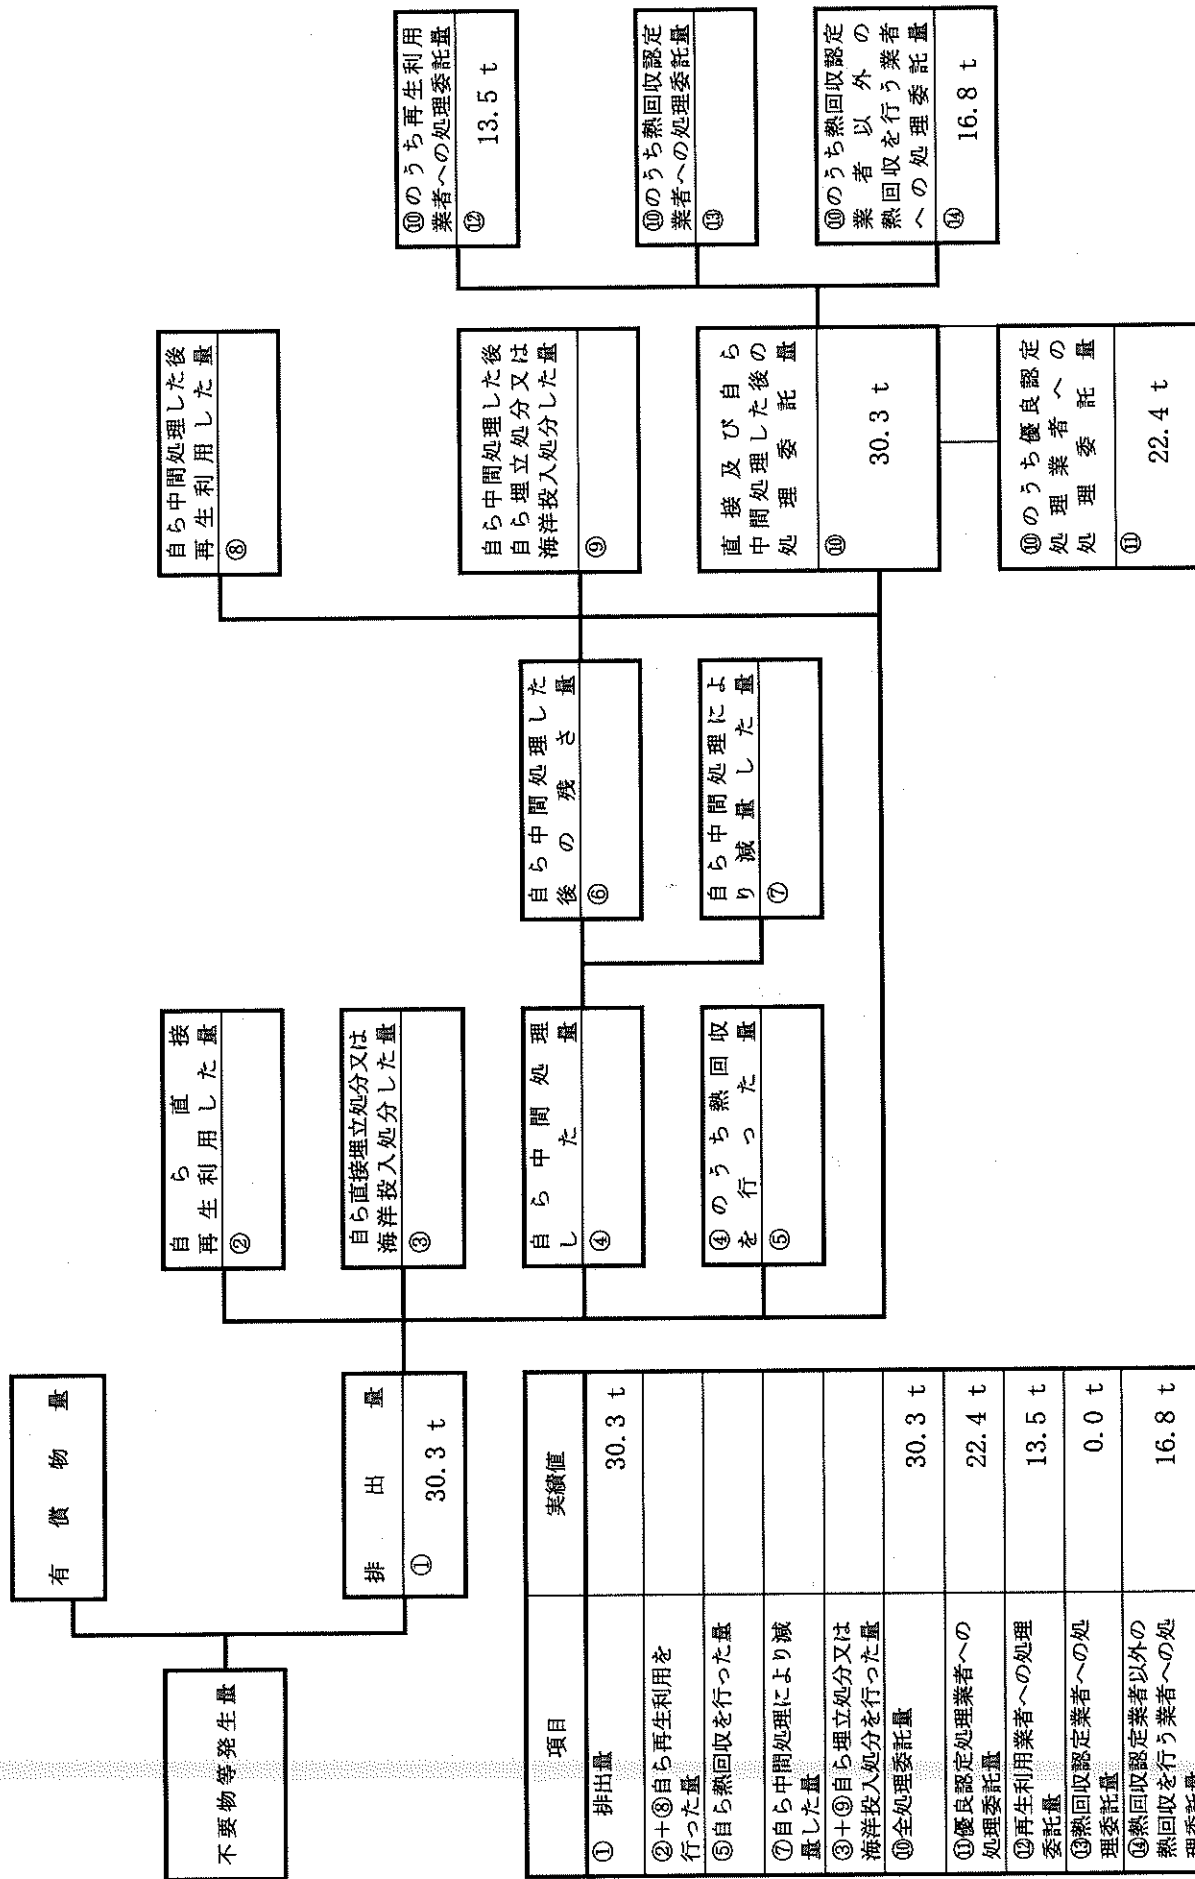 不要物等発生量
有償物量
排出量
①
30.3 t
自ら直接
再生利用した量
②
自ら直接埋立処分又は
海洋投入処分した量
③
自ら中間処理
した量
④
④のうち熱回収
を行った量
⑤
自ら中間処理した
後の残さ量
⑥
自ら中間処理によ
り減量した量
⑦
自ら中間処理した後
再生利用した量
⑧
自ら中間処理した後
自ら埋立処分又は
海洋投入処分した量
⑨
直接及び自ら
中間処理した後の
処理委託量
⑩
30.3 t
⑩のうち優良認定
処理業者への
処理委託量
⑪
22.4 t
⑩のうち再生利用
業者への処理委託量
⑫
13.5 t
⑩のうち熱回収認定
業者への処理委託量
⑬
⑩のうち熱回収認定
業者以外の
熱回収を行う業者
への処理委託量
⑭
16.8 t
項目 実績値
① 排出量 30.3 t
②+⑧自ら再生利用を
行った量
⑤自ら熱回収を行った量
⑦自ら中間処理により減
量した量
③+⑨自ら埋立処分又は
海洋投入処分を行った量
⑩全処理委託量 30.3 t
⑪優良認定処理業者への
処理委託量 22.4 t
⑫再生利用業者への処理
委託量 13.5 t
⑬熱回収認定業者への処
理委託量 0.0 t
⑭熱回収認定業者以外の
熱回収を行う業者への処
理委託量 16.8 t